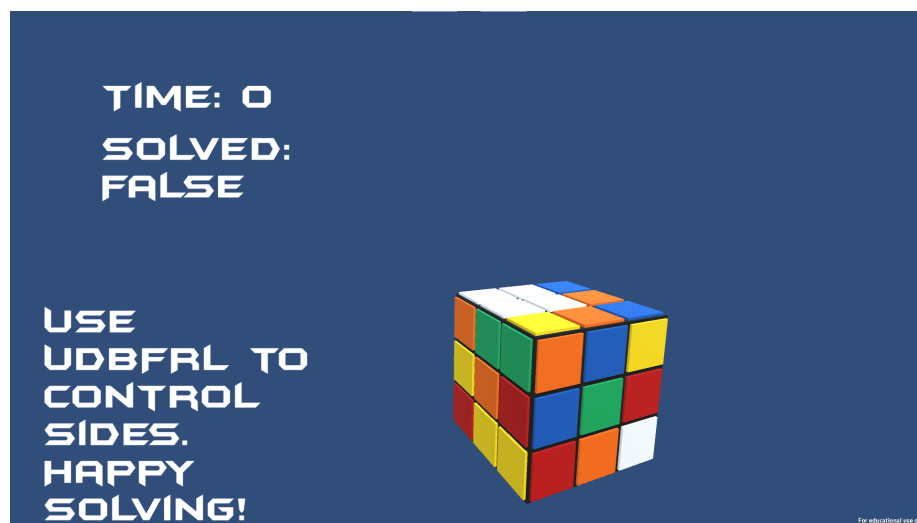 TIME: 0
SOLVED:
FALSE
USE
UDBFRL TO
CONTROL
SIDES.
HAPPY
SOLVING!
For educational use